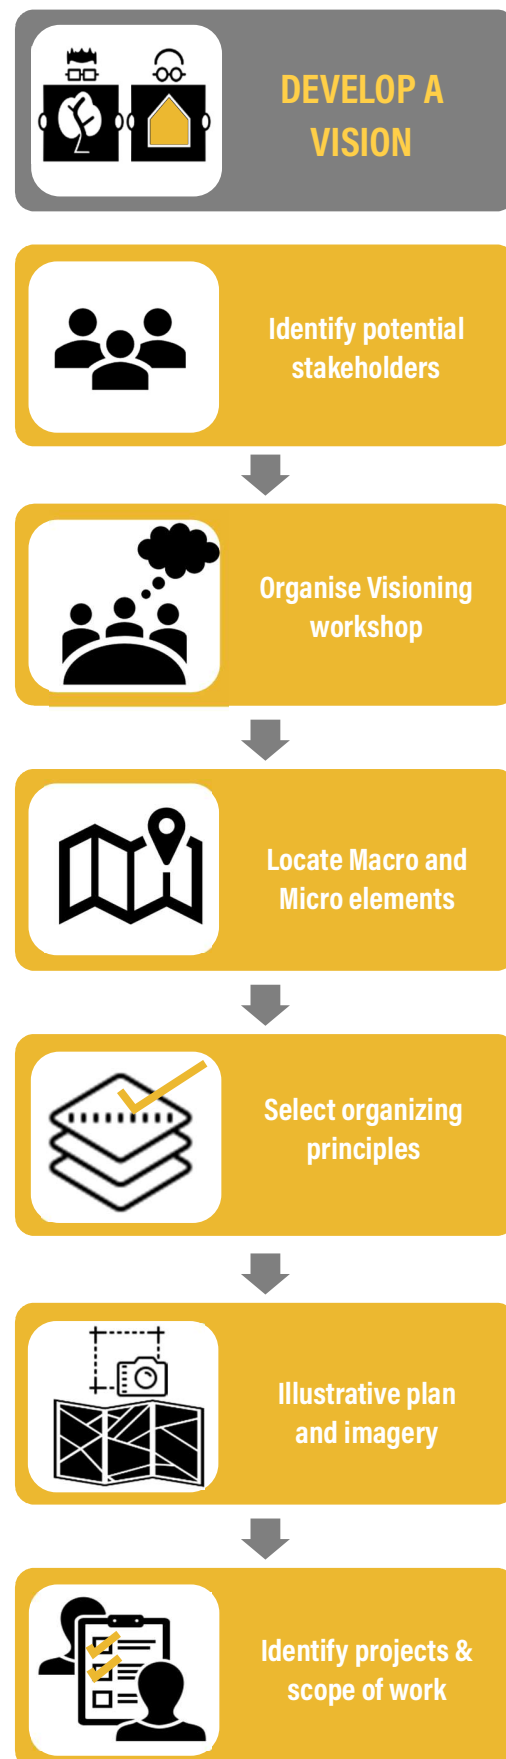 DEVELOP A
VISION
Identify potential
stakeholders
Organise Visioning
workshop
Locate Macro and
Micro elements
Select organizing
principles
Illustrative plan
and imagery
Identify projects &
scope of work